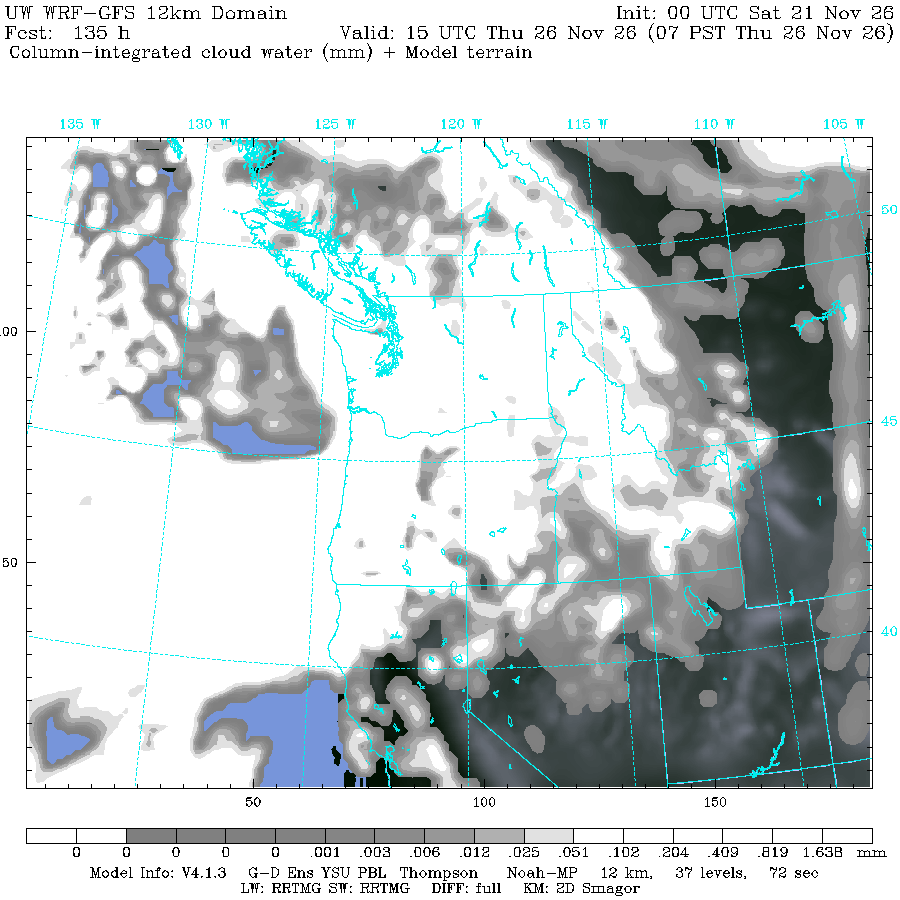 UW WRF-GFS 12km Domain Init: 00 UTC Sat 21 Nov 26
Fcst: 135 h Valid: 15 UTC Thu 26 Nov 26 (07 PST Thu 26 Nov 26)
Column-integrated cloud water (mm) + Model terrain
135 W 130 W 125 W 120 W 115 W 110 W 105 W
50
00
45
50
40
50 100 150
0 0 0 0 .001 .003 .006 .012 .025 .051 .102 .204 .409 .819 1.638 mm
Model Info: V4.1.3 G-D Ens YSU PBL Thompson Noah-MP 12 km, 37 levels, 72 sec
LW: RRTMG SW: RRTMG DIFF: full KM: 2D Smagor